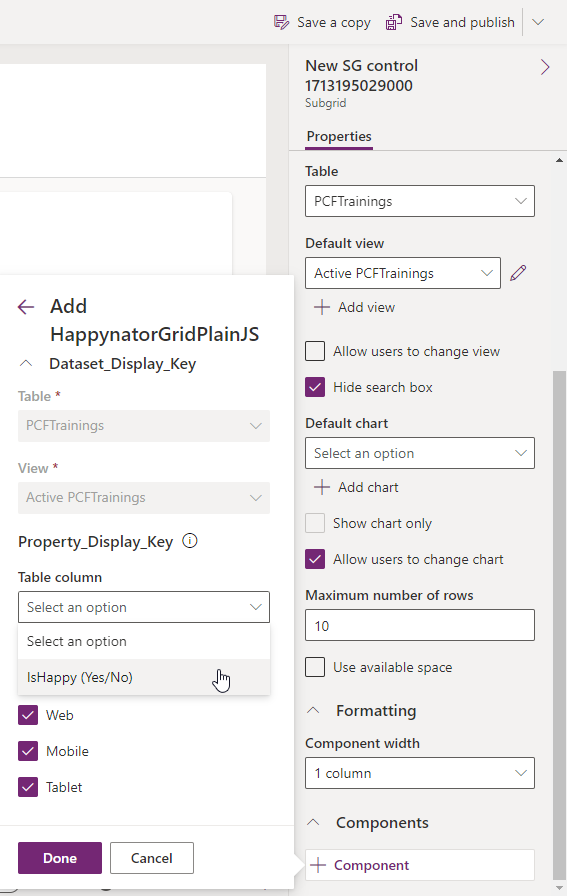 Save a copy
Save and publish
New SG control
1713195029000
Subgrid
Properties
Table
PCFTrainings
Default view
Active PCFTrainings
Add view
Allow users to change view
Hide search box
Default chart
Select an option
Add chart
Show chart only
Allow users to change chart
Maximum number of rows
10
Use available space
Formatting
Component width
1 column
Components
Component
Add
HappynatorGridPlainJS
Dataset_Display_Key
Table *
PCFTrainings
View *
Active PCFTrainings
Property_Display_Key
Table column
Select an option
Select an option
IsHappy (Yes/No)
Web
Mobile
Tablet
Done
Cancel